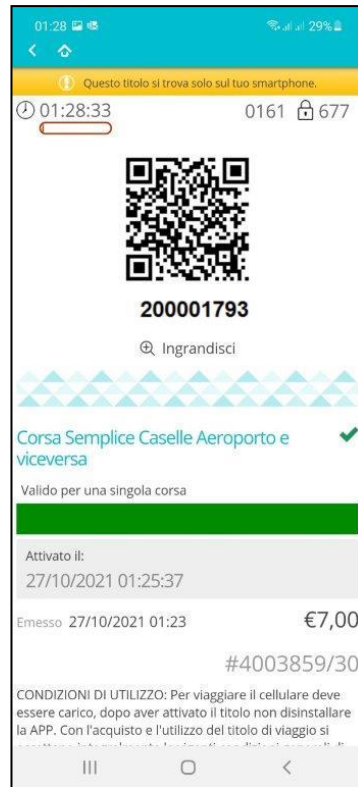 01:28 29%
Questo titolo si trova solo sul tuo smartphone.
01:28:33 0161 677
200001793
Ingrandisci
Corsa Semplice Caselle Aeroporto e
viceversa
Valido per una singola corsa
Attivato il:
27/10/2021 01:25:37
Emesso 27/10/2021 01:23 €7,00
#4003859/30
CONDIZIONI DI UTILIZZO: Per viaggiare il cellulare deve
essere carico, dopo aver attivato il titolo non disinstallare
la APP. Con l'acquisto e l'utilizzo del titolo di viaggio si